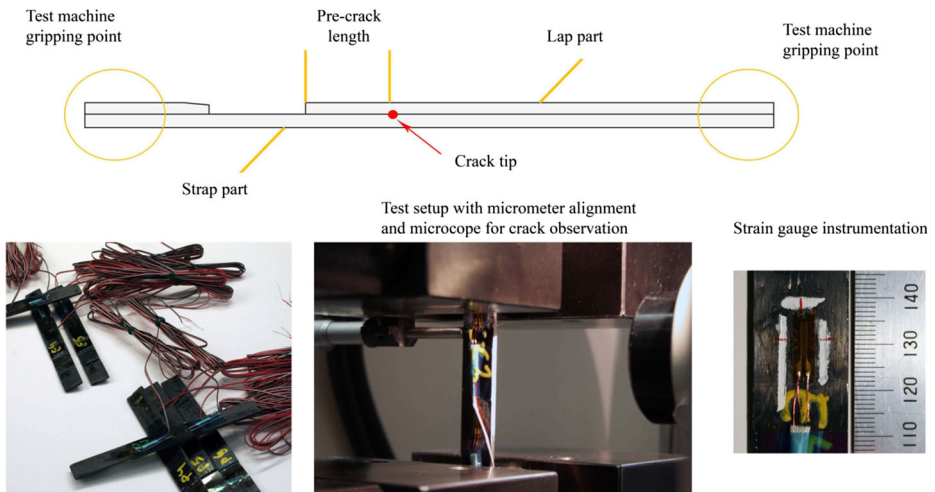 Test machine
gripping point
Pre-crack
length
Lap part
Test machine
gripping point
Crack tip
Strap part
Test setup with micrometer alignment
and microcope for crack observation
Strain gauge instrumentation
140
130
120
110